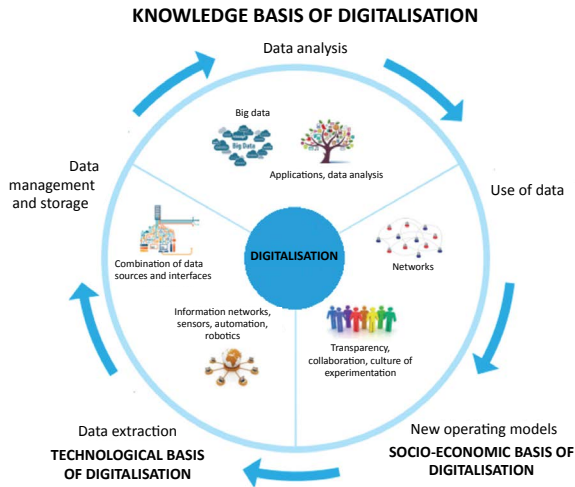 KNOWLEDGE BASIS OF DIGITALISATION
Data analysis
Big data
Big Data
Applications, data analysis
Data
management
and storage
Use of data
Combination of data
sources and interfaces
DIGITALISATION
Networks
Information networks,
sensors, automation,
robotics
Transparency,
collaboration, culture of
experimentation
Data extraction
TECHNOLOGICAL BASIS
OF DIGITALISATION
New operating models
SOCIO-ECONOMIC BASIS OF
DIGITALISATION